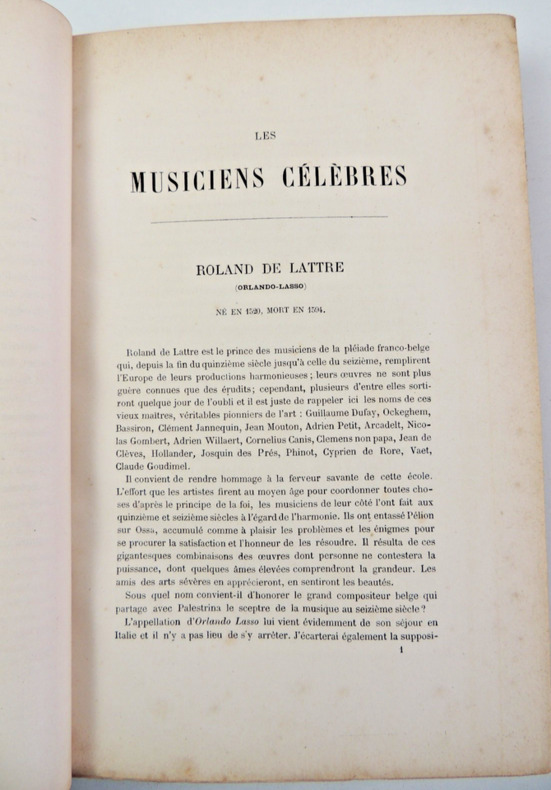 LES
MUSICIENS CÉLÈBRES
ROLAND DE LATTRE
(ORLANDO-LASSO)
NÉ EN 1520, MORT EN 1594.
Roland de Lattre est le prince des musiciens de la pléiade franco-belge
qui, depuis la fin du quinzième siècle jusqu'à celle du seizième, remplirent
l'Europe de leurs productions harmonieuses ; leurs œuvres ne sont plus
guère connues que des érudits; cependant, plusieurs d'entre elles sorti-
ront quelque jour de l'oubli et il est juste de rappeler ici les noms de ces
vieux maîtres, véritables pionniers de l'art : Guillaume Dufay, Ockeghem,
Bassiron, Clément Jannequin, Jean Mouton, Adrien Petit, Arcadelt, Nico-
las Gombert, Adrien Willaert, Cornelius Canis, Clemens non papa, Jean de
Clèves, Hollander, Josquin des Prés, Phinot, Cyprien de Rore, Vaet,
Claude Goudimel.
Il convient de rendre hommage à la ferveur savante de cette école.
L'effort que les artistes firent au moyen âge pour coordonner toutes cho-
ses d'après le principe de la foi, les musiciens de leur côté l'ont fait aux
quinzième et seizième siècles à l'égard de l'harmonie. Ils ont entassé Pélion
sur Ossa, accumulé comme à plaisir les problèmes et les énigmes pour
se procurer la satisfaction et l'honneur de les résoudre. Il résulta de ces
gigantesques combinaisons des œuvres dont personne ne contestera la
puissance, dont quelques âmes élevées comprendront la grandeur. Les
amis des arts sévères en apprécieront, en sentiront les beautés.
Sous quel nom convient-il d'honorer le grand compositeur belge qui
partage avec Palestrina le sceptre de la musique au seizième siècle ?
L'appellation d'Orlando Lasso lui vient évidemment de son séjour en
Italie et il n'y a pas lieu de s'y arrêter. J'écarterai également la supposi-
1